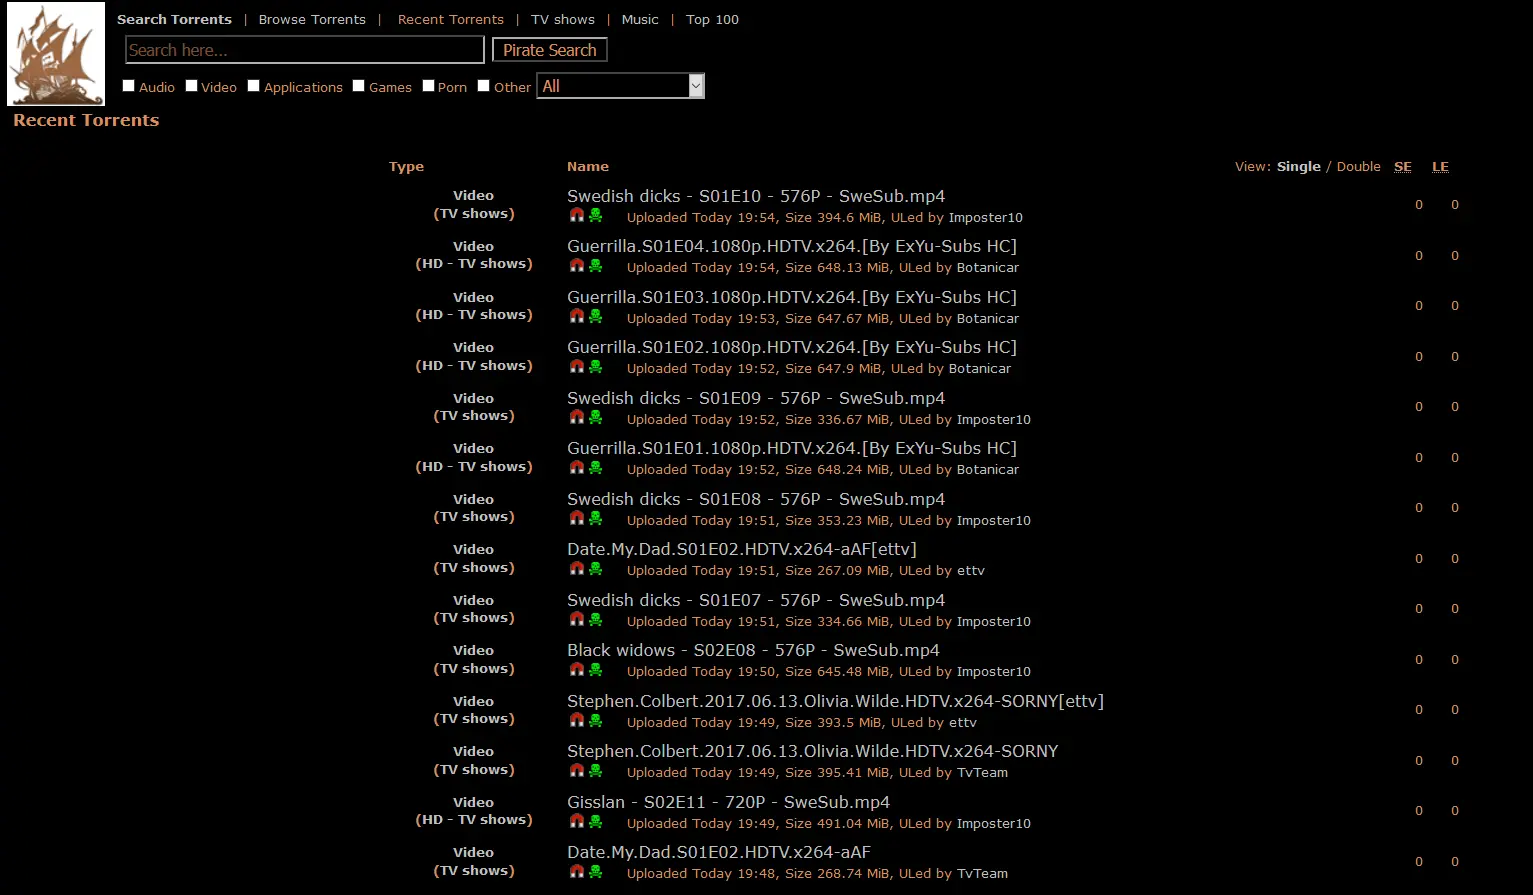 Search Torrents | Browse Torrents | Recent Torrents | TV shows | Music | Top 100
Search here...
Pirate Search
Audio Video Applications Games Porn Other All
Recent Torrents
Type Name View: Single / Double SE LE
Video Swedish dicks - S01E10 - 576P - SweSub.mp4
(TV shows) Uploaded Today 19:54, Size 394.6 MiB, ULed by Imposter10 0 0
Video Guerrilla.S01E04.1080p.HDTV.x264.[By ExYu-Subs HC]
(HD - TV shows) Uploaded Today 19:54, Size 648.13 MiB, ULed by Botanicar 0 0
Video Guerrilla.S01E03.1080p.HDTV.x264.[By ExYu-Subs HC]
(HD - TV shows) Uploaded Today 19:53, Size 647.67 MiB, ULed by Botanicar 0 0
Video Guerrilla.S01E02.1080p.HDTV.x264.[By ExYu-Subs HC]
(HD - TV shows) Uploaded Today 19:52, Size 647.9 MiB, ULed by Botanicar 0 0
Video Swedish dicks - S01E09 - 576P - SweSub.mp4
(TV shows) Uploaded Today 19:52, Size 336.67 MiB, ULed by Imposter10 0 0
Video Guerrilla.S01E01.1080p.HDTV.x264.[By ExYu-Subs HC]
(HD - TV shows) Uploaded Today 19:52, Size 648.24 MiB, ULed by Botanicar 0 0
Video Swedish dicks - S01E08 - 576P - SweSub.mp4
(TV shows) Uploaded Today 19:51, Size 353.23 MiB, ULed by Imposter10 0 0
Video Date.My.Dad.S01E02.HDTV.x264-aAF[ettv]
(TV shows) Uploaded Today 19:51, Size 267.09 MiB, ULed by ettv 0 0
Video Swedish dicks - S01E07 - 576P - SweSub.mp4
(TV shows) Uploaded Today 19:51, Size 334.66 MiB, ULed by Imposter10 0 0
Video Black widows - S02E08 - 576P - SweSub.mp4
(TV shows) Uploaded Today 19:50, Size 645.48 MiB, ULed by Imposter10 0 0
Video Stephen.Colbert.2017.06.13.Olivia.Wilde.HDTV.x264-SORNY[ettv]
(TV shows) Uploaded Today 19:49, Size 393.5 MiB, ULed by ettv 0 0
Video Stephen.Colbert.2017.06.13.Olivia.Wilde.HDTV.x264-SORNY
(TV shows) Uploaded Today 19:49, Size 395.41 MiB, ULed by TvTeam 0 0
Video Gisslan - S02E11 - 720P - SweSub.mp4
(HD - TV shows) Uploaded Today 19:49, Size 491.04 MiB, ULed by Imposter10 0 0
Video Date.My.Dad.S01E02.HDTV.x264-aAF
(TV shows) Uploaded Today 19:48, Size 268.74 MiB, ULed by TvTeam 0 0